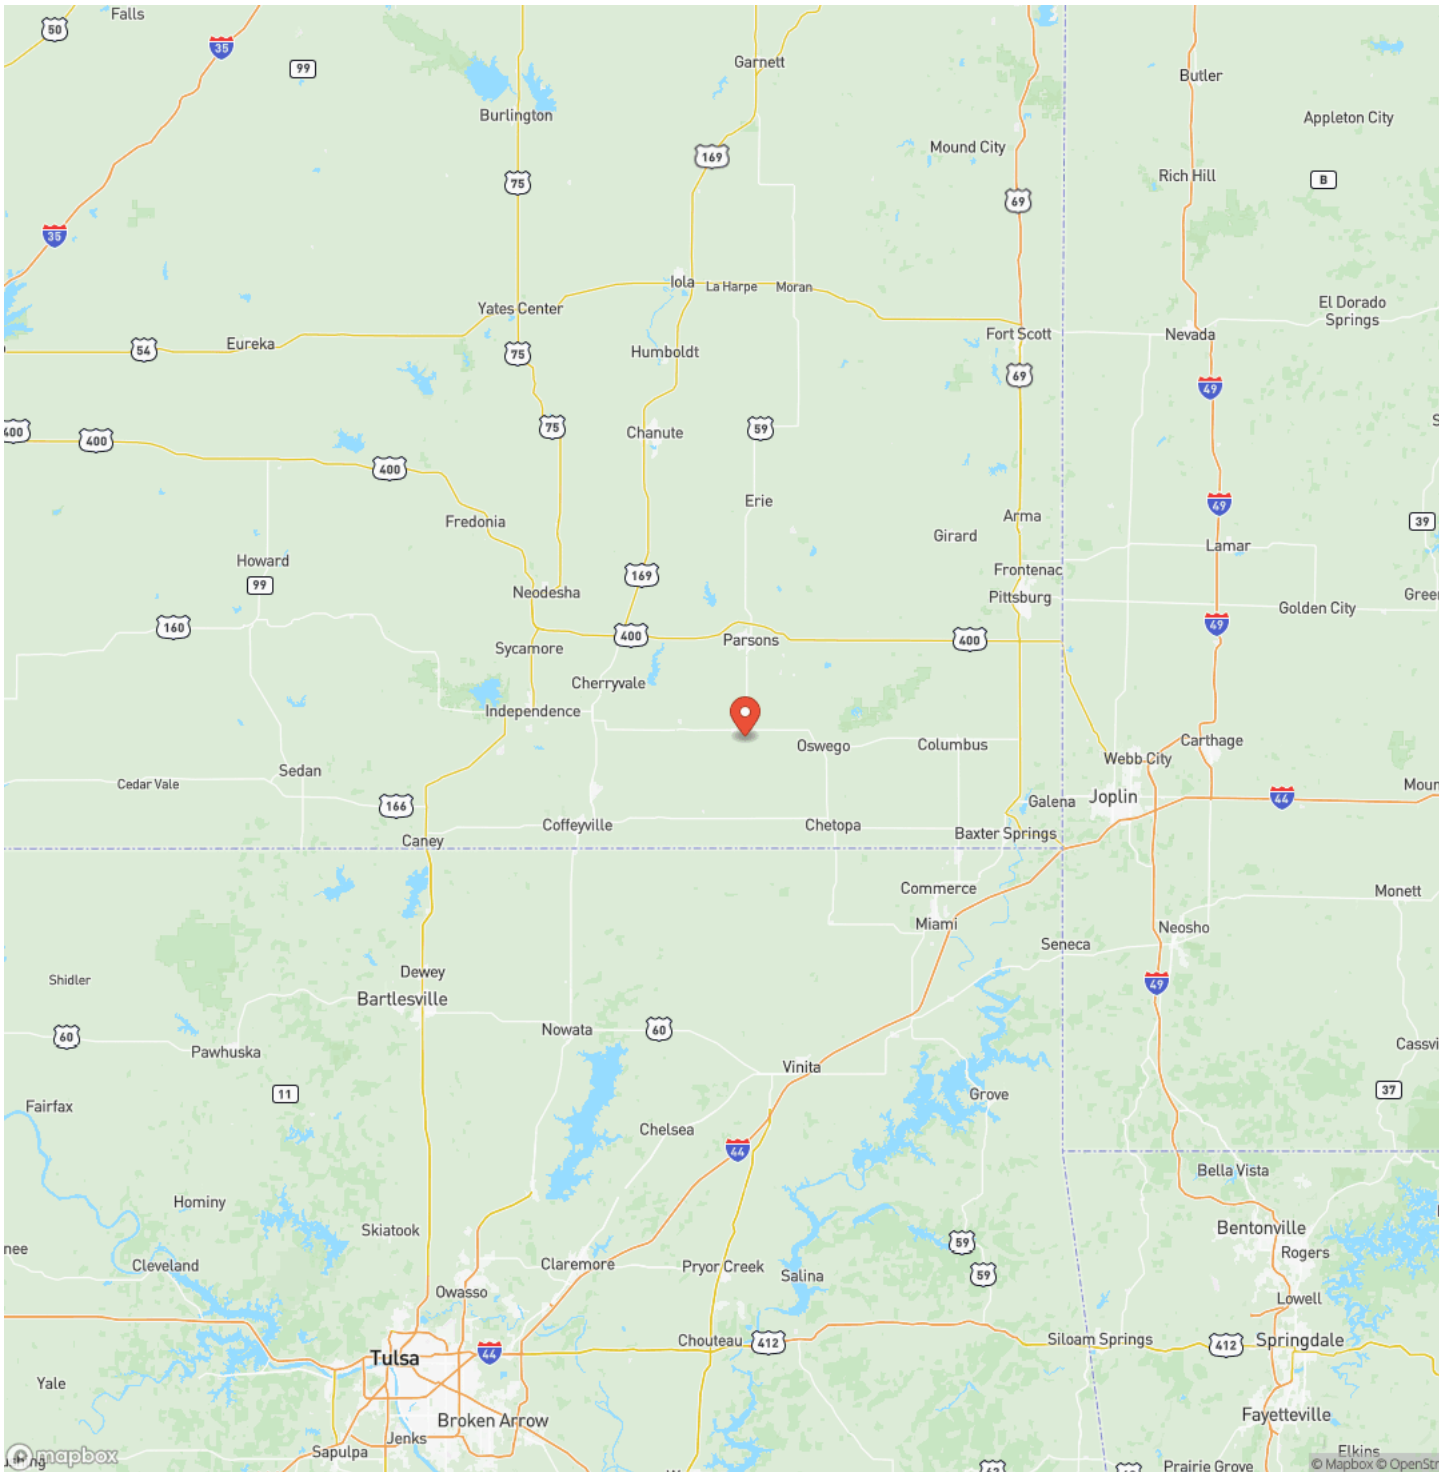 Falls
50
35
99
Garnett
Butler
Burlington
Appleton City
Mound City
169
75
Rich Hill
B
69
35
Iola
La Harpe
Moran
Yates Center
El Dorado
Springs
Fort Scott
Nevada
54
Eureka
75
Humboldt
69
49
400
400
75
Chanute
59
400
Erie
49
Fredonia
Arma
39
Girard
Lamar
Howard
Frontenac
99
169
Neodesha
Pittsburg
Golden City
Gree
160
400
Parsons
400
49
Sycamore
Cherryvale
Independence
Oswego
Columbus
Carthage
Webb City
Sedan
Cedar Vale
Moun
166
Galena
Joplin
44
Coffeyville
Chetopa
Baxter Springs
Caney
Commerce
Monett
Miami
Neosho
Seneca
Dewey
Shidler
49
Bartlesville
60
Nowata
60
Pawhuska
Cassvi
Vinita
11
Grove
37
Fairfax
Chelsea
44
Bella Vista
Hominy
Skiatook
Bentonville
59
Rogers
nee
Cleveland
Claremore
Pryor Creek
Salina
59
Owasso
Lowell
Chouteau
412
Siloam Springs
412
Springdale
44
Tulsa
Yale
Broken Arrow
Fayetteville
Jenks
Sapulpa
Elkins
mapbox
Prairie Grove
© Mapbox © OpenStr